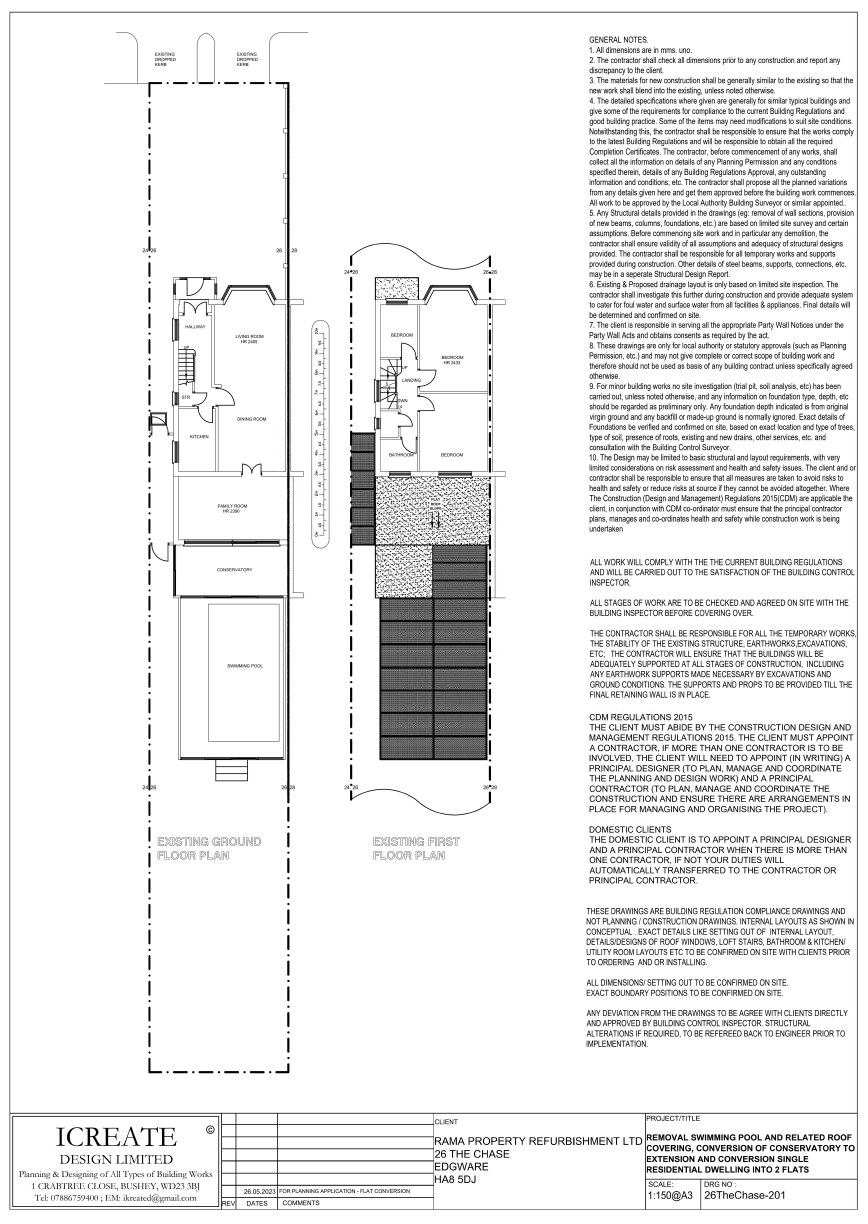 EXISTING
DROPPED
KERB
EXISTING
DROPPED
KERB
24 26
26 28
24 26
26 28
HALLWAY
UP
LIVING ROOM
HR 2409
STR
DINING ROOM
KITCHEN
FAMILY ROOM
HR 2390
CONSERVATORY
SWIMMING POOL
24 26
26 28
EXISTING GROUND
FLOOR PLAN
BEDROOM
BEDROOM
HR 2433
UP
LANDING
DWN
BATHROOM
BEDROOM
24 26
26 28
EXISTING FIRST
FLOOR PLAN
GENERAL NOTES.
1. All dimensions are in mms. uno.
2. The contractor shall check all dimensions prior to any construction and report any
discrepancy to the client.
3. The materials for new construction shall be generally similar to the existing so that the
new work shall blend into the existing, unless noted otherwise.
4. The detailed specifications where given are generally for similar typical buildings and
give some of the requirements for compliance to the current Building Regulations and
good building practice. Some of the items may need modifications to suit site conditions.
Notwithstanding this, the contractor shall be responsible to ensure that the works comply
to the latest Building Regulations and will be responsible to obtain all the required
Completion Certificates. The contractor, before commencement of any works, shall
collect all the information on details of any Planning Permission and any conditions
specified therein, details of any Building Regulations Approval, any outstanding
information and conditions, etc. The contractor shall propose all the planned variations
from any details given here and get them approved before the building work commences.
All work to be approved by the Local Authority Building Surveyor or similar appointed..
5. Any Structural details provided in the drawings (eg: removal of wall sections, provision
of new beams, columns, foundations, etc.) are based on limited site survey and certain
assumptions. Before commencing site work and in particular any demolition, the
contractor shall ensure validity of all assumptions and adequacy of structural designs
provided. The contractor shall be responsible for all temporary works and supports
provided during construction. Other details of steel beams, supports, connections, etc.
may be in a seperate Structural Design Report.
6. Existing & Proposed drainage layout is only based on limited site inspection. The
contractor shall investigate this further during construction and provide adequate system
to cater for foul water and surface water from all facilities & appliances. Final details will
be determined and confirmed on site.
7. The client is responsible in serving all the appropriate Party Wall Notices under the
Party Wall Acts and obtains consents as required by the act,
8. These drawings are only for local authority or statutory approvals (such as Planning
Permission, etc.) and may not give complete or correct scope of building work and
therefore should not be used as basis of any building contract unless specifically agreed
otherwise.
9. For minor building works no site investigation (trial pit, soil analysis, etc) has been
carried out, unless noted otherwise, and any information on foundation type, depth, etc
should be regarded as preliminary only. Any foundation depth indicated is from original
virgin ground and any backfill or made-up ground is normally ignored. Exact details of
Foundations be verified and confirmed on site, based on exact location and type of trees,
type of soil, presence of roots, existing and new drains, other services, etc. and
consultation with the Building Control Surveyor.
10. The Design may be limited to basic structural and layout requirements, with very
limited considerations on risk assessment and health and safety issues. The client and or
contractor shall be responsible to ensure that all measures are taken to avoid risks to
health and safety or reduce risks at source if they cannot be avoided altogether. Where
The Construction (Design and Management) Regulations 2015(CDM) are applicable the
client, in conjunction with CDM co-ordinator must ensure that the principal contractor
plans, manages and co-ordinates health and safety while construction work is being
undertaken
ALL WORK WILL COMPLY WITH THE THE CURRENT BUILDING REGULATIONS
AND WILL BE CARRIED OUT TO THE SATISFACTION OF THE BUILDING CONTROL
INSPECTOR.
ALL STAGES OF WORK ARE TO BE CHECKED AND AGREED ON SITE WITH THE
BUILDING INSPECTOR BEFORE COVERING OVER.
THE CONTRACTOR SHALL BE RESPONSIBLE FOR ALL THE TEMPORARY WORKS,
THE STABILITY OF THE EXISTING STRUCTURE, EARTHWORKS,EXCAVATIONS,
ETC; THE CONTRACTOR WILL ENSURE THAT THE BUILDINGS WILL BE
ADEQUATELY SUPPORTED AT ALL STAGES OF CONSTRUCTION, INCLUDING
ANY EARTHWORK SUPPORTS MADE NECESSARY BY EXCAVATIONS AND
GROUND CONDITIONS. THE SUPPORTS AND PROPS TO BE PROVIDED TILL THE
FINAL RETAINING WALL IS IN PLACE.
CDM REGULATIONS 2015
THE CLIENT MUST ABIDE BY THE CONSTRUCTION DESIGN AND
MANAGEMENT REGULATIONS 2015. THE CLIENT MUST APPOINT
A CONTRACTOR, IF MORE THAN ONE CONTRACTOR IS TO BE
INVOLVED, THE CLIENT WILL NEED TO APPOINT (IN WRITING) A
PRINCIPAL DESIGNER (TO PLAN, MANAGE AND COORDINATE
THE PLANNING AND DESIGN WORK) AND A PRINCIPAL
CONTRACTOR (TO PLAN, MANAGE AND COORDINATE THE
CONSTRUCTION AND ENSURE THERE ARE ARRANGEMENTS IN
PLACE FOR MANAGING AND ORGANISING THE PROJECT).
DOMESTIC CLIENTS
THE DOMESTIC CLIENT IS TO APPOINT A PRINCIPAL DESIGNER
AND A PRINCIPAL CONTRACTOR WHEN THERE IS MORE THAN
ONE CONTRACTOR, IF NOT YOUR DUTIES WILL
AUTOMATICALLY TRANSFERRED TO THE CONTRACTOR OR
PRINCIPAL CONTRACTOR.
THESE DRAWINGS ARE BUILDING REGULATION COMPLIANCE DRAWINGS AND
NOT PLANNING / CONSTRUCTION DRAWINGS. INTERNAL LAYOUTS AS SHOWN IN
CONCEPTUAL . EXACT DETAILS LIKE SETTING OUT OF INTERNAL LAYOUT,
DETAILS/DESIGNS OF ROOF WINDOWS, LOFT STAIRS, BATHROOM & KITCHEN/
UTILITY ROOM LAYOUTS ETC TO BE CONFIRMED ON SITE WITH CLIENTS PRIOR
TO ORDERING AND OR INSTALLING.
ALL DIMENSIONS/ SETTING OUT TO BE CONFIRMED ON SITE.
EXACT BOUNDARY POSITIONS TO BE CONFIRMED ON SITE.
ANY DEVIATION FROM THE DRAWINGS TO BE AGREE WITH CLIENTS DIRECTLY
AND APPROVED BY BUILDING CONTROL INSPECTOR. STRUCTURAL
ALTERATIONS IF REQUIRED, TO BE REFEREED BACK TO ENGINEER PRIOR TO
IMPLEMENTATION.
ICREATE ©
DESIGN LIMITED
Planning & Designing of All Types of Building Works
1 CRABTREE CLOSE, BUSHEY, WD23 3BJ
Tel: 07886759400 ; EM: ikreated@gmail.com
26.05.2023 FOR PLANNING APPLICATION - FLAT CONVERSION
REV DATES COMMENTS
CLIENT
RAMA PROPERTY REFURBISHMENT LTD
26 THE CHASE
EDGWARE
HA8 5DJ
PROJECT/TITLE
REMOVAL SWIMMING POOL AND RELATED ROOF
COVERING, CONVERSION OF CONSERVATORY TO
EXTENSION AND CONVERSION SINGLE
RESIDENTIAL DWELLING INTO 2 FLATS
SCALE:
1:150@A3
DRG NO :
26TheChase-201